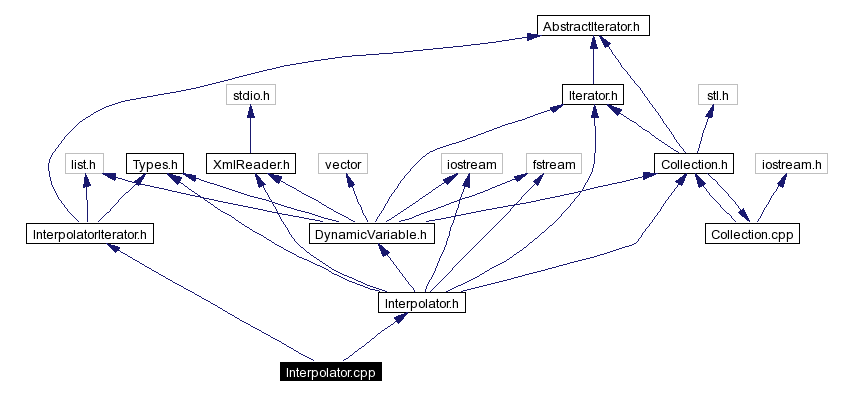 AbstractIterator.h
stdio.h
Iterator.h
stl.h
list.h
Types.h
XmlReader.h
vector
iostream
fstream
Collection.h
iostream.h
InterpolatorIterator.h
DynamicVariable.h
Collection.cpp
Interpolator.h
Interpolator.cpp